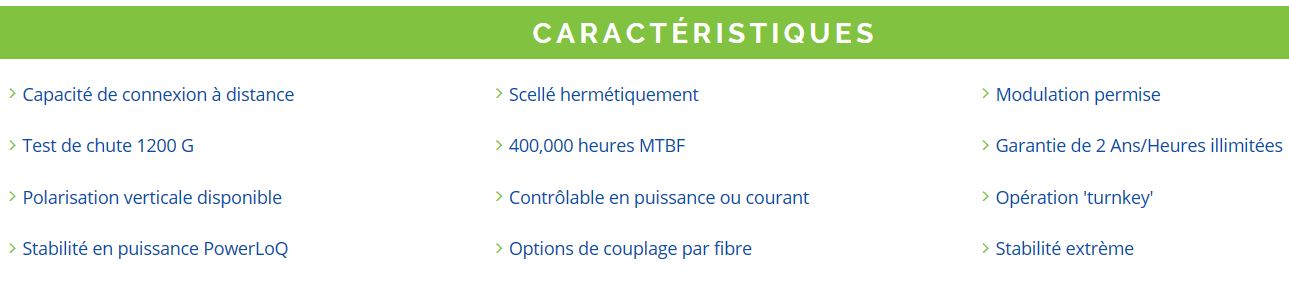 CARACTÉRISTIQUES
Capacité de connexion à distance
Scellé hermétiquement
Modulation permise
Test de chute 1200 G
400,000 heures MTBF
Garantie de 2 Ans/Heures illimitées
Polarisation verticale disponible
Contrôlable en puissance ou courant
Opération 'turnkey'
Stabilité en puissance PowerLoQ
Options de couplage par fibre
Stabilité extrème